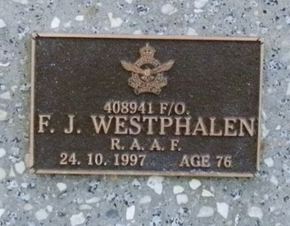 408941 F/O.
F. J. WESTPHALEN
R. A. A. F.
24. 10. 1997 AGE 76